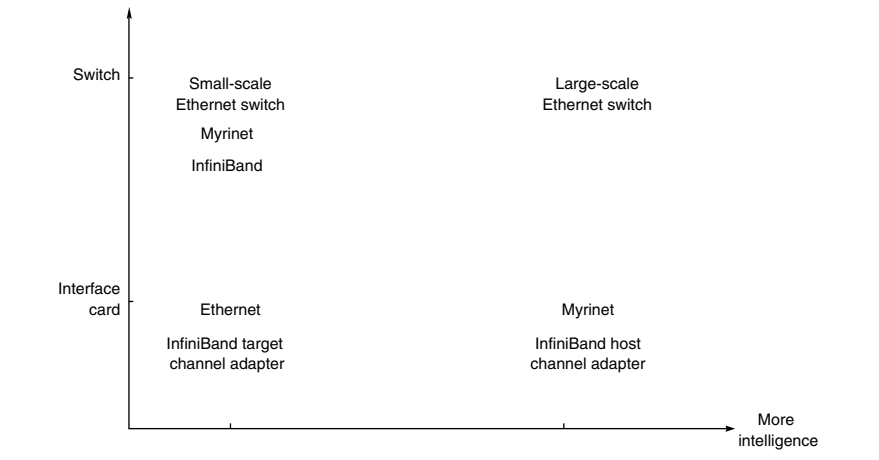 Switch
Small-scale
Ethernet switch
Myrinet
InfiniBand
Large-scale
Ethernet switch
Interface
card
Ethernet
InfiniBand target
channel adapter
Myrinet
InfiniBand host
channel adapter
More
intelligence